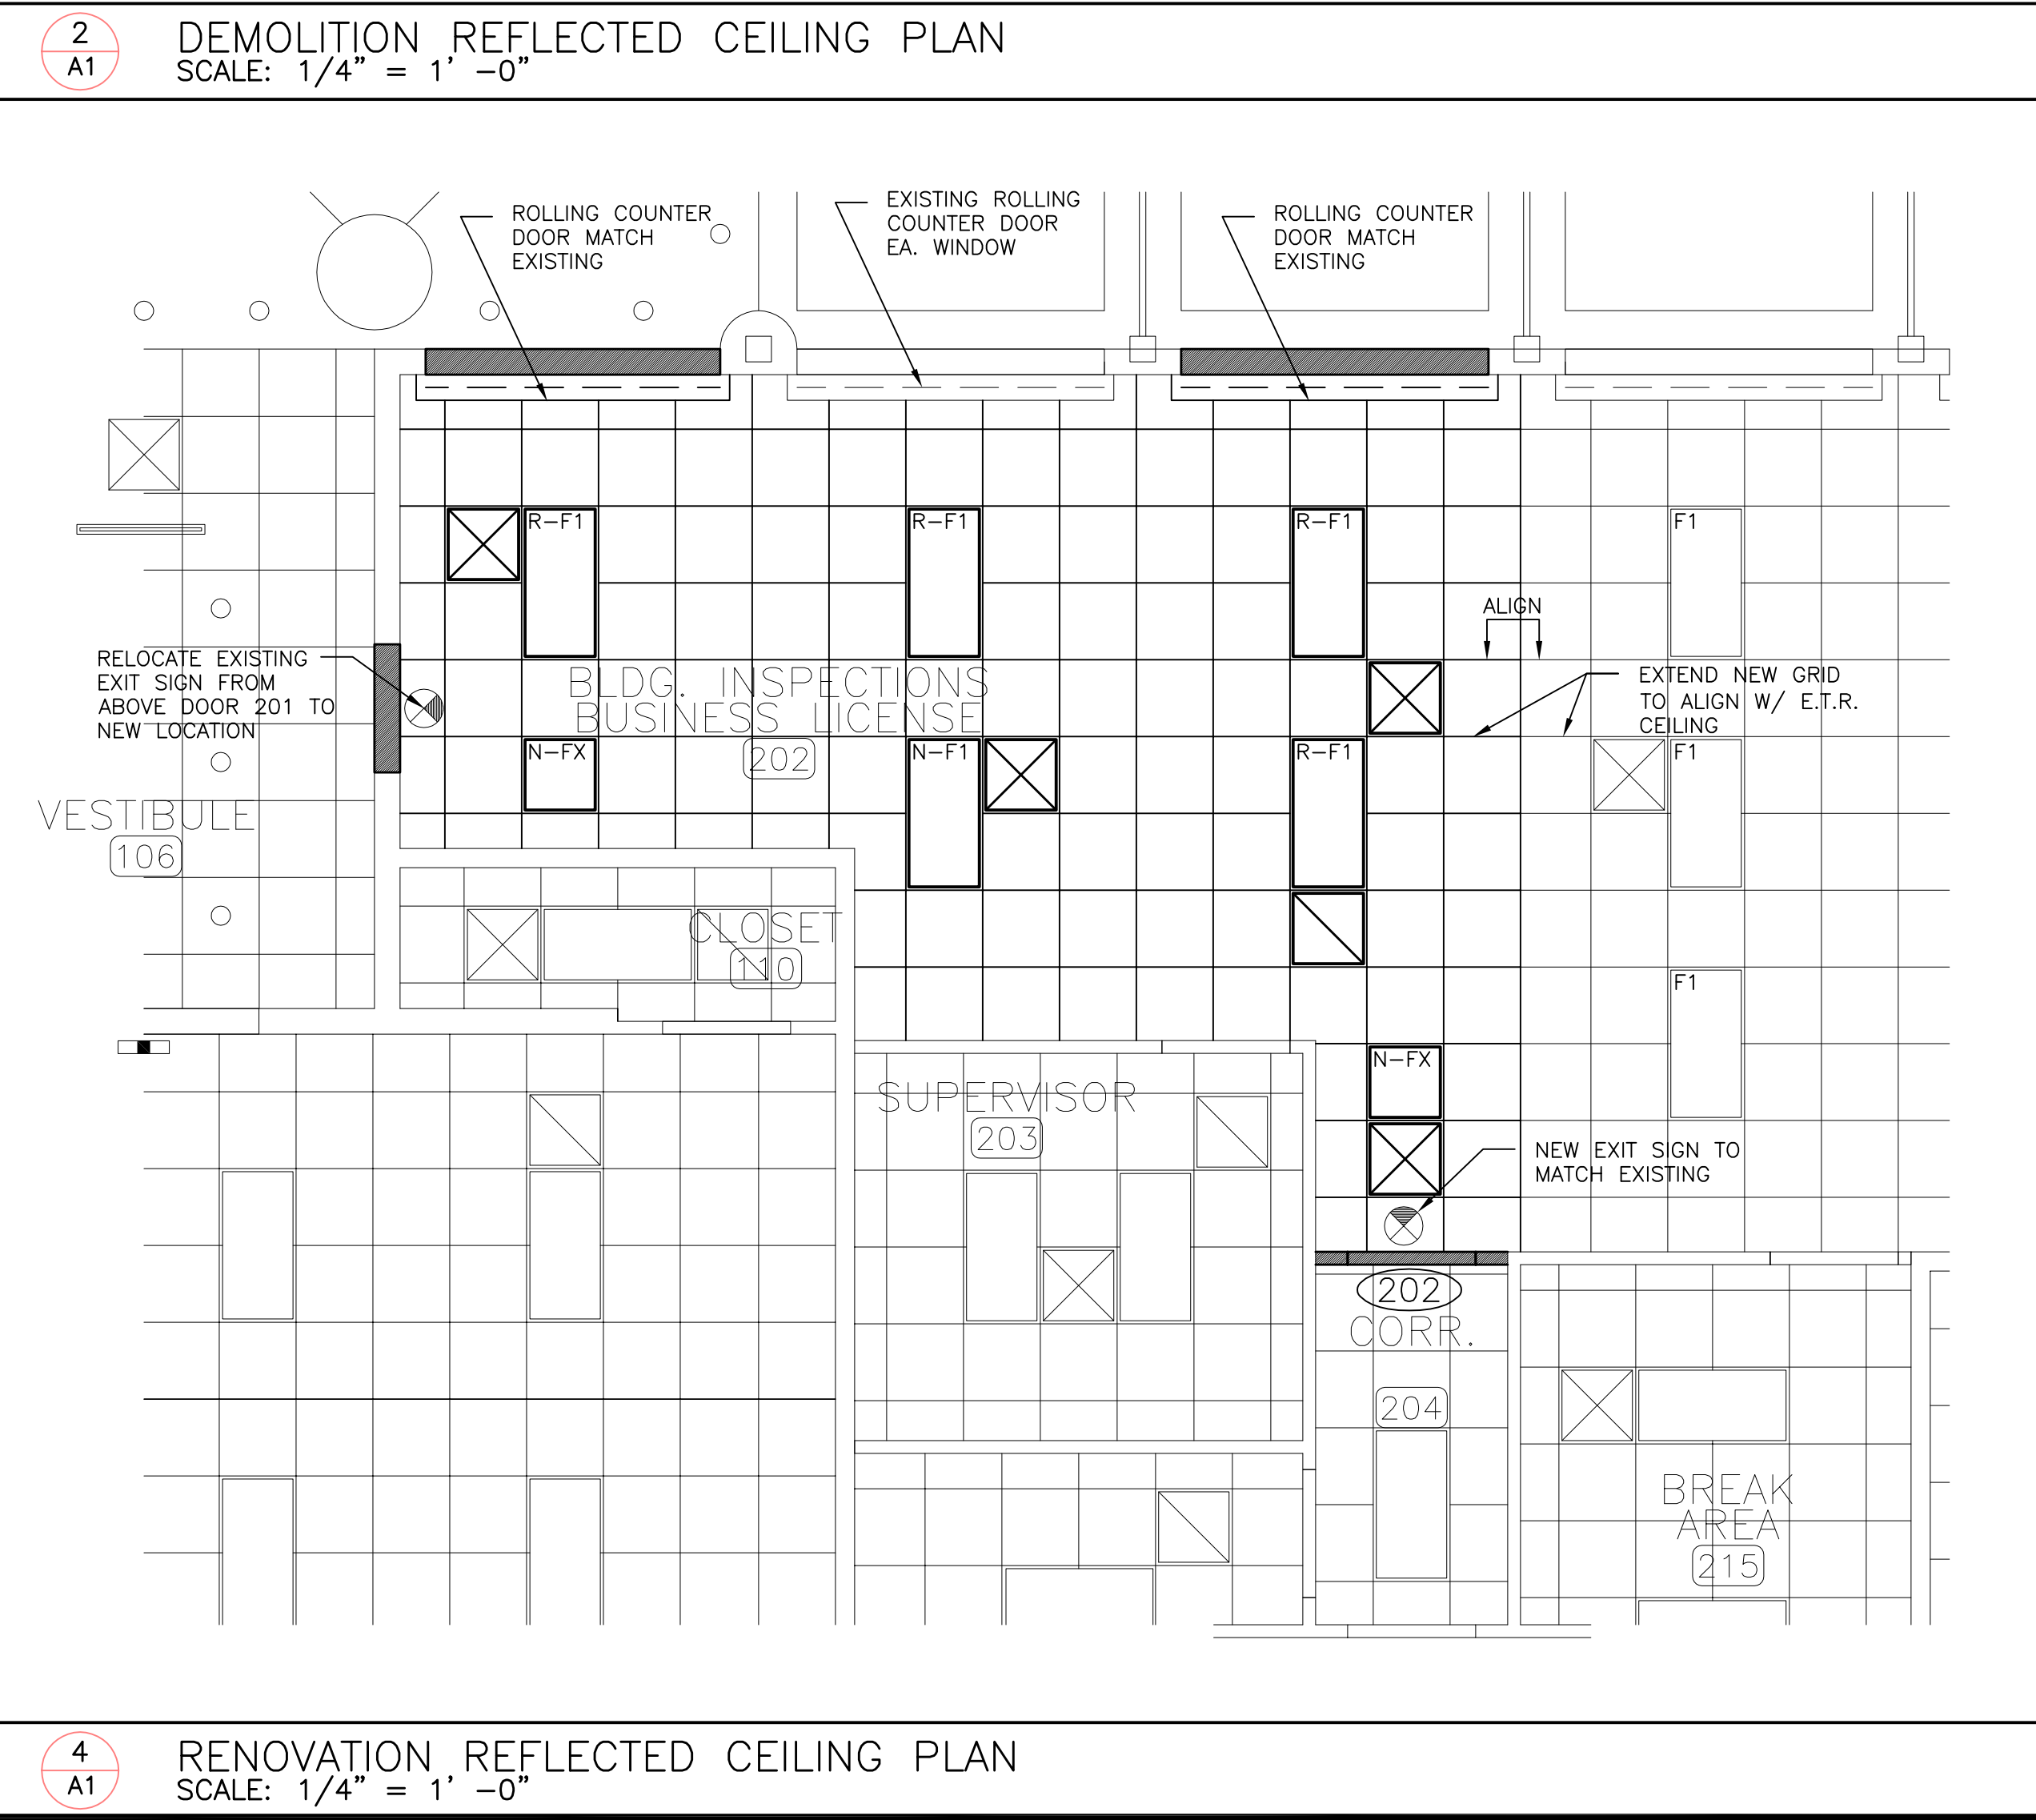 2
A1
DEMOLITION REFLECTED CEILING PLAN
SCALE: 1/4" = 1' -0"
ROLLING COUNTER
DOOR MATCH
EXISTING
EXISTING ROLLING
COUNTER DOOR
EA. WINDOW
ROLLING COUNTER
DOOR MATCH
EXISTING
R-F1
R-F1
R-F1
F1
ALIGN
RELOCATE EXISTING
EXIT SIGN FROM
ABOVE DOOR 201 TO
NEW LOCATION
BLDG. INSPECTIONS
BUSINESS LICENSE
202
EXTEND NEW GRID
TO ALIGN W/ E.T.R.
CEILING
N-FX
N-F1
R-F1
F1
VESTIBULE
106
CLOSET
110
F1
SUPERVISOR
203
N-FX
NEW EXIT SIGN TO
MATCH EXISTING
202
CORR.
204
BREAK
AREA
215
4
A1
RENOVATION REFLECTED CEILING PLAN
SCALE: 1/4" = 1' -0"